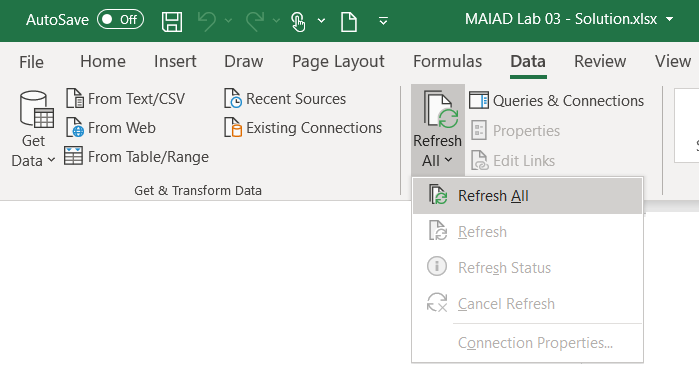 AutoSave Off MAIAD Lab 03 - Solution.xlsx
File Home Insert Draw Page Layout Formulas Data Review View
Get Data
From Text/CSV
From Web
From Table/Range
Recent Sources
Existing Connections
Get & Transform Data
Refresh All
Queries & Connections
Properties
Edit Links
Refresh All
Refresh
Refresh Status
Cancel Refresh
Connection Properties...